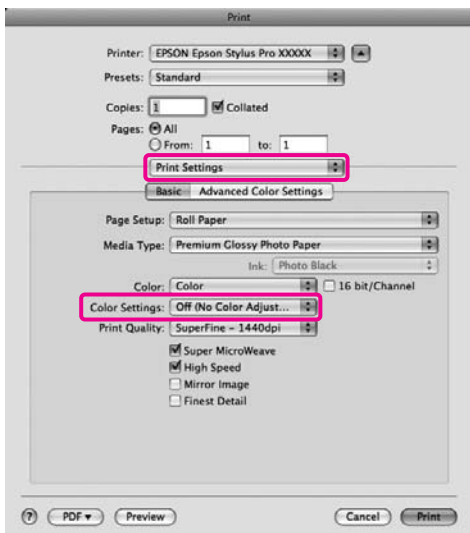 Print
Printer: EPSON Epson Stylus Pro XXXXX
Presets: Standard
Copies: 1 Collated
Pages: All
From: 1 to: 1
Print Settings
Basic Advanced Color Settings
Page Setup: Roll Paper
Media Type: Premium Glossy Photo Paper
Ink: Photo Black
Color: Color 16 bit/Channel
Color Settings: Off (No Color Adjust...
Print Quality: SuperFine - 1440dpi
Super MicroWeave
High Speed
Mirror Image
Finest Detail
? PDF Preview Cancel Print